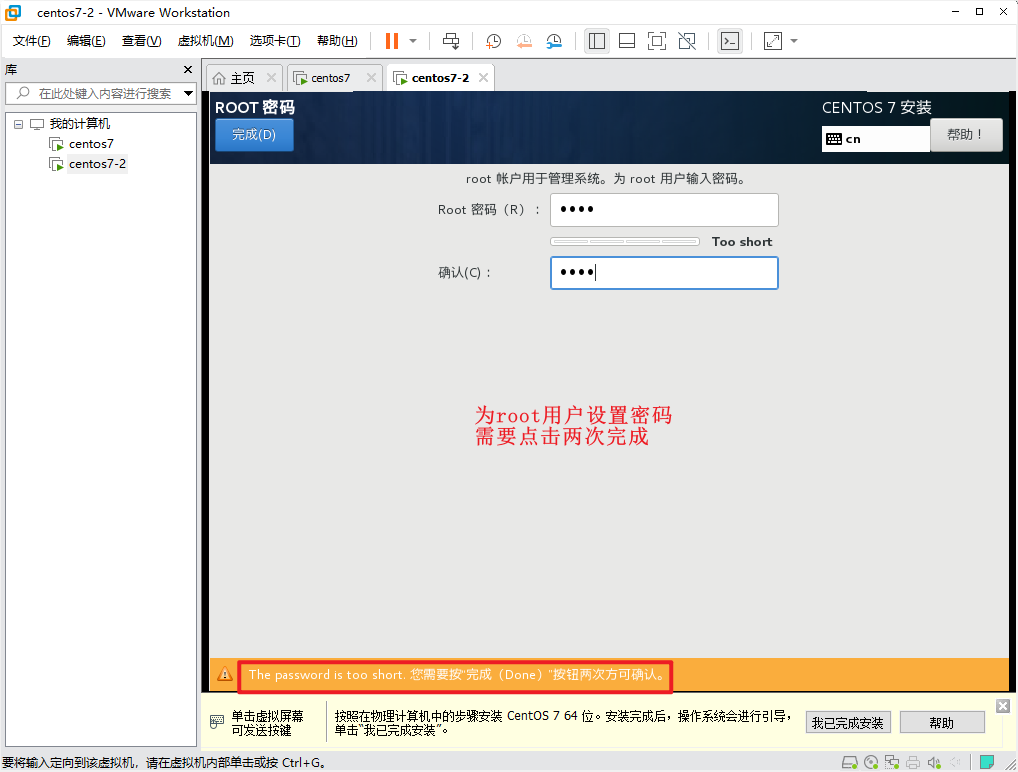 centos7-2 - VMware Workstation
文件(F) 编辑(E) 查看(V) 虚拟机(M) 选项卡(T) 帮助(H)
库
在此处键入内容进行搜索
我的计算机
centos7
centos7-2
主页 centos7 centos7-2
ROOT 密码
完成(D)
CENTOS 7 安装
cn
帮助！
root 帐户用于管理系统。为 root 用户输入密码。
Root 密码（R）：
Too short
确认(C)：
为root用户设置密码
需要点击两次完成
The password is too short. 您需要按“完成（Done）”按钮两次方可确认。
单击虚拟屏幕
可发送按键
按照在物理计算机中的步骤安装 CentOS 7 64 位。安装完成后，操作系统会进行引导，
单击“我已完成安装”。
我已完成安装
帮助
要将输入定向到该虚拟机，请在虚拟机内部单击或按 Ctrl+G。